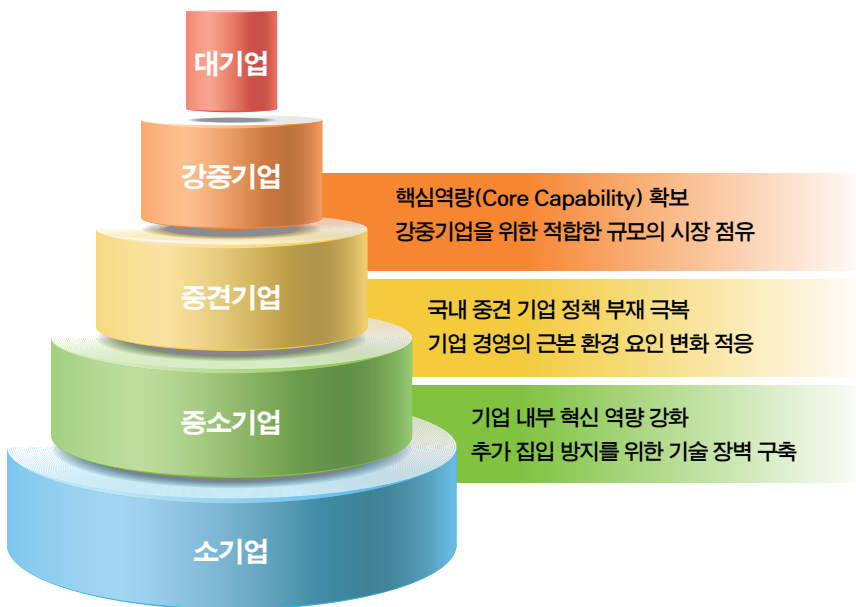 대기업
강중기업
핵심역량(Core Capability) 확보
강중기업을 위한 적합한 규모의 시장 점유
중견기업
국내 중견 기업 정책 부재 극복
기업 경영의 근본 환경 요인 변화 적응
중소기업
기업 내부 혁신 역량 강화
추가 집입 방지를 위한 기술 장벽 구축
소기업